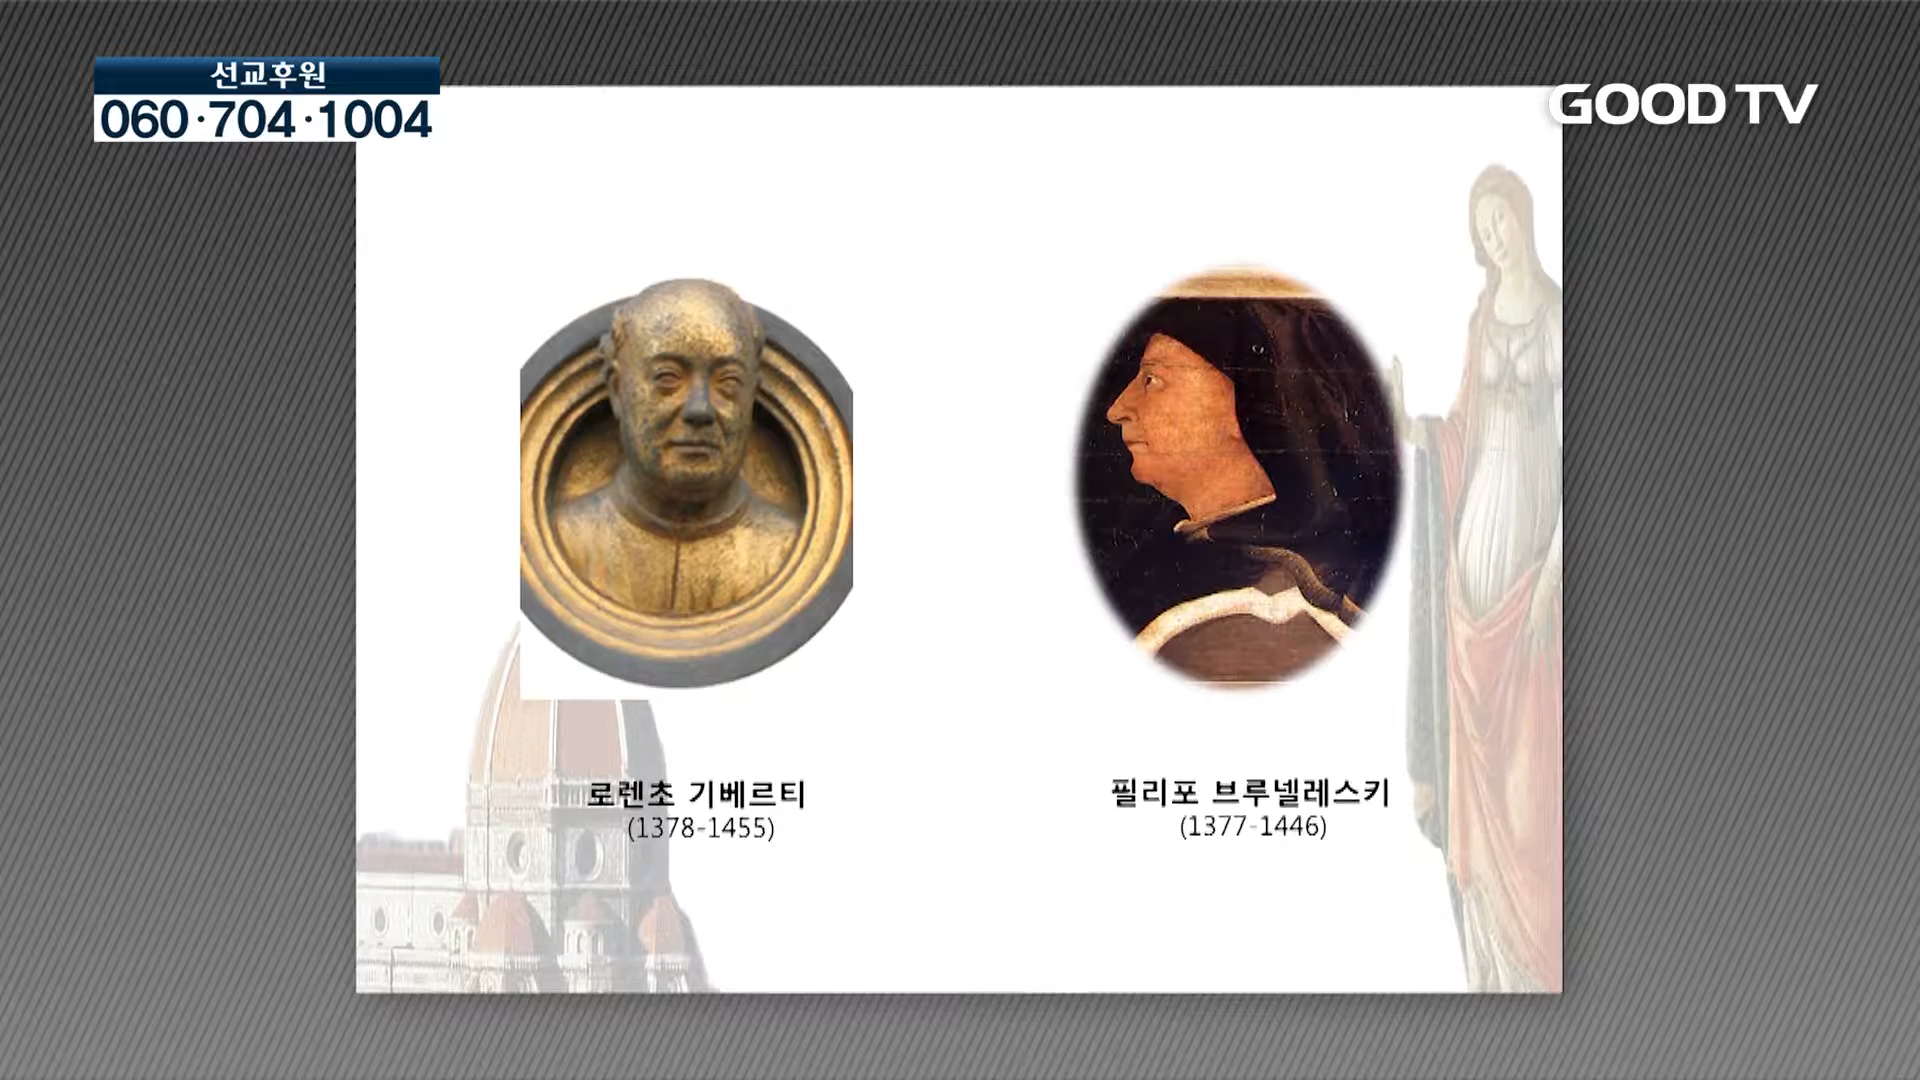 선교후원
060·704·1004
GOOD TV
로렌초 기베르티
(1378-1455)
필리포 브루넬레스키
(1377-1446)